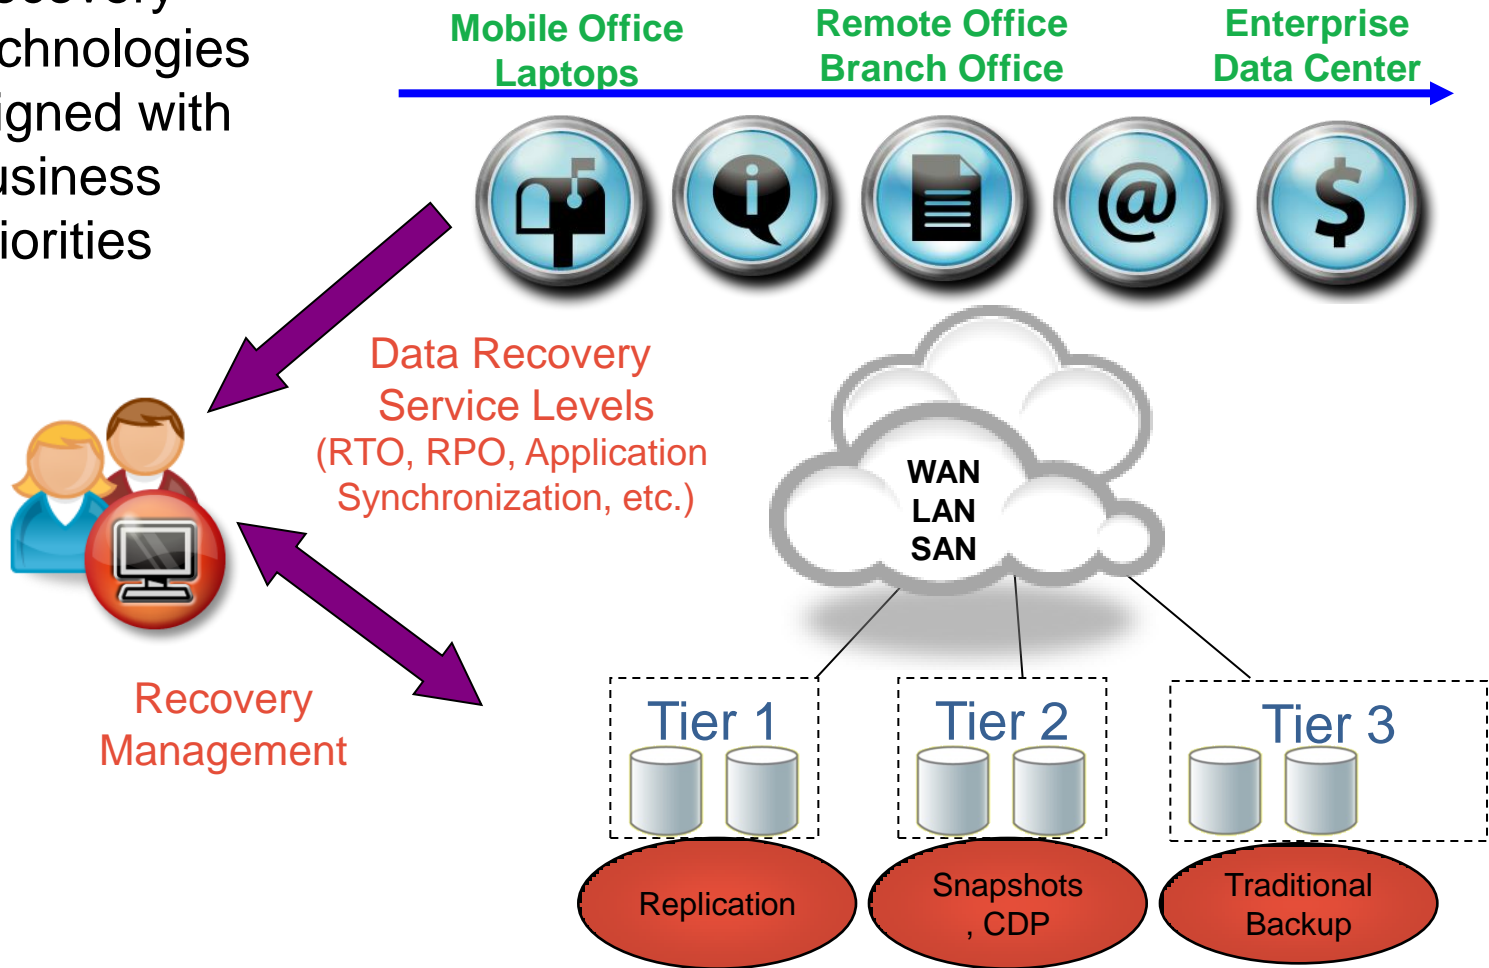 chnologies
igned with
usiness
iorities
Mobile Office
Laptops
Remote Office
Branch Office
Enterprise
Data Center
Data Recovery
Service Levels
(RTO, RPO, Application
Synchronization, etc.)
WAN
LAN
SAN
Recovery
Management
Tier 1
Tier 2
Tier 3
Replication
Snapshots
, CDP
Traditional
Backup